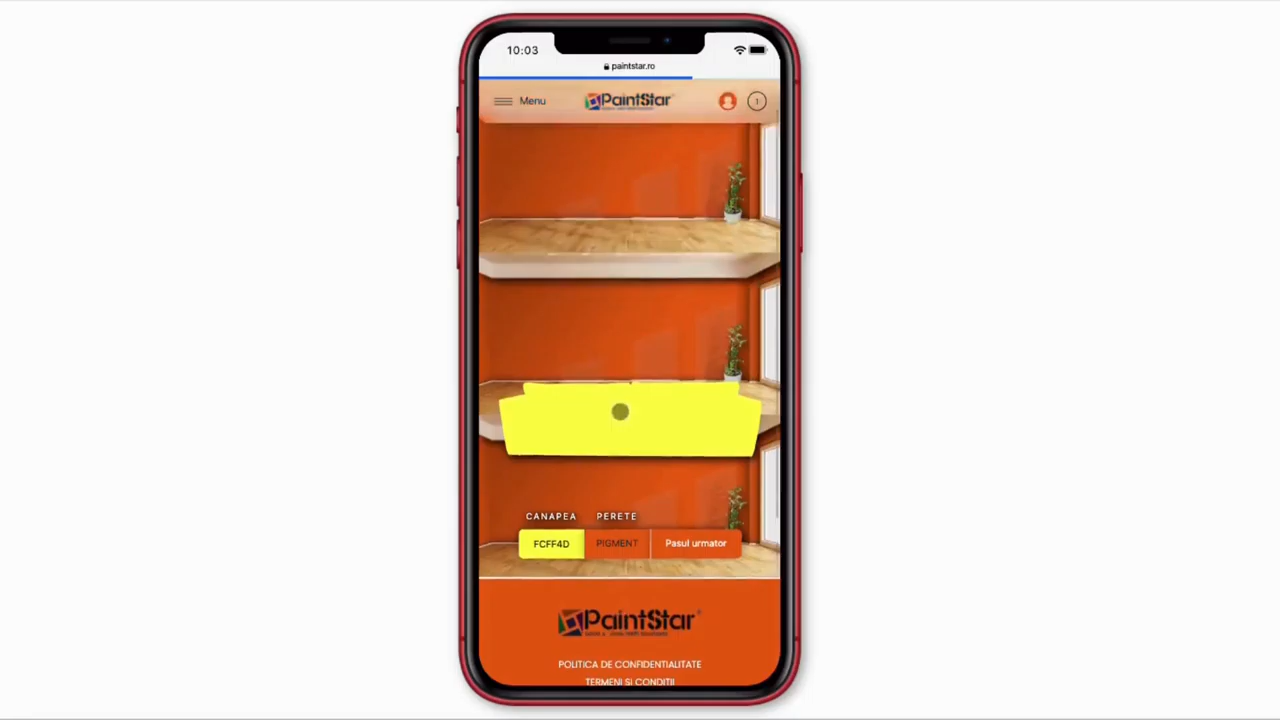 10:03
paintstar.ro
Menu
PaintStar
1
CANAPEA PERETE
FCFF4D PIGMENT Pasul urmator
PaintStar
POLITICA DE CONFIDENTIALITATE
TERMENI SI CONDITII